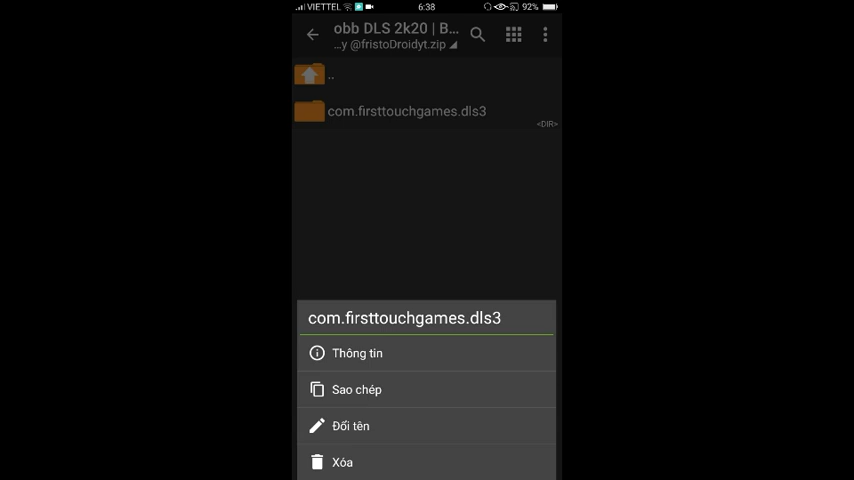 VIETTEL 6:38 92%
obb DLS 2k20 | B...
...y @fristoDroidyt.zip
..
com.firsttouchgames.dls3
<DIR>
com.firsttouchgames.dls3
Thông tin
Sao chép
Đổi tên
Xóa